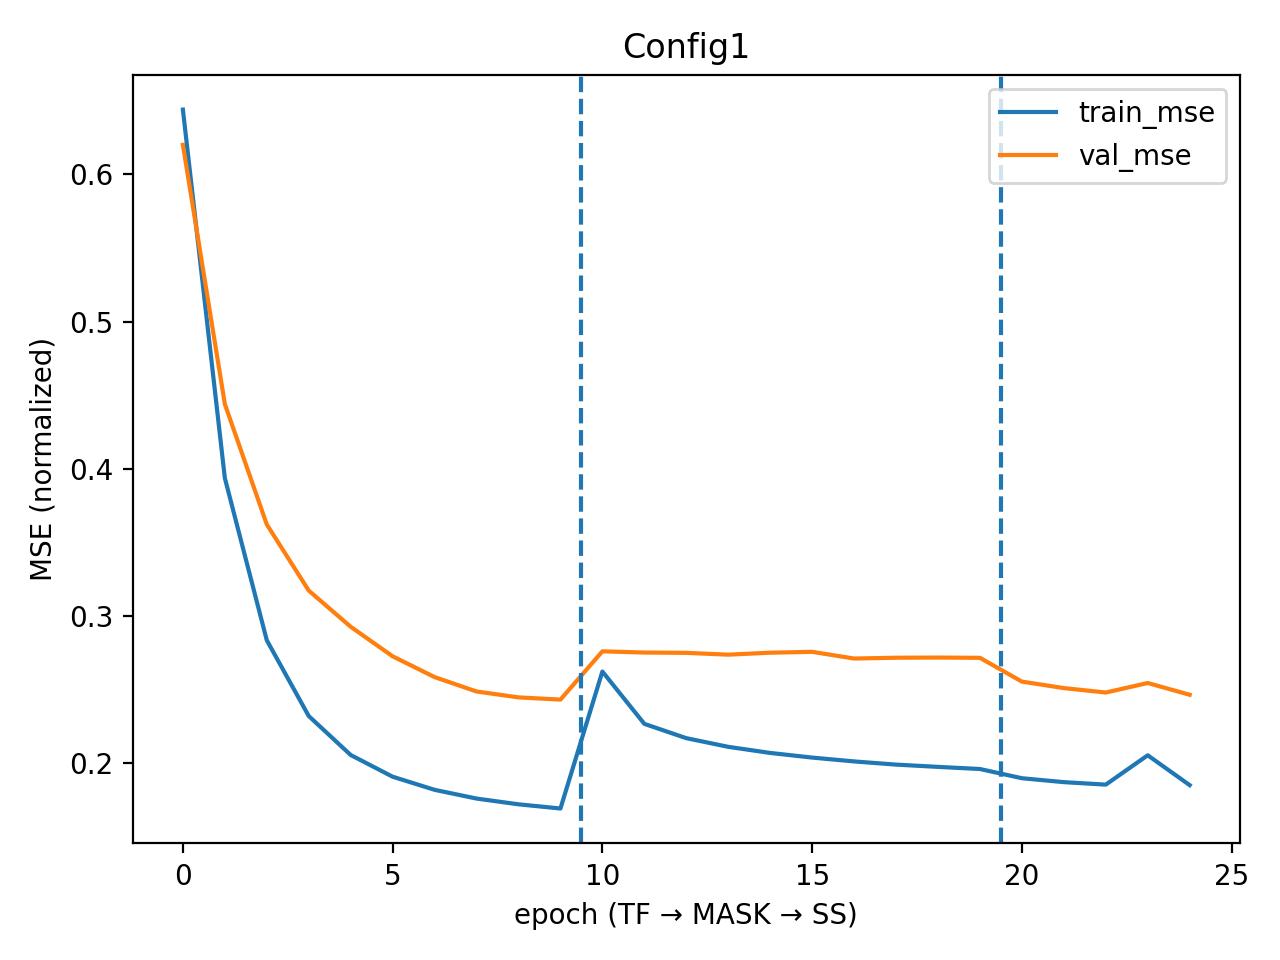 Config1
train_mse
val_mse
MSE (normalized)
0.6
0.5
0.4
0.3
0.2
0
5
10
15
20
25
epoch (TF → MASK → SS)